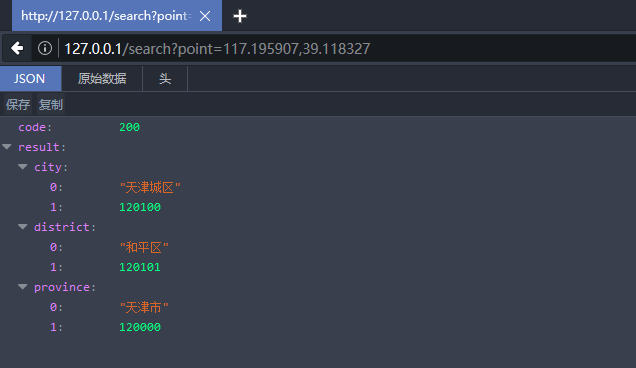 http://127.0.0.1/search?point=
127.0.0.1/search?point=117.195907,39.118327
JSON 原始数据 头
保存 复制
code: 200
result:
city:
0: "天津城区"
1: 120100
district:
0: "和平区"
1: 120101
province:
0: "天津市"
1: 120000